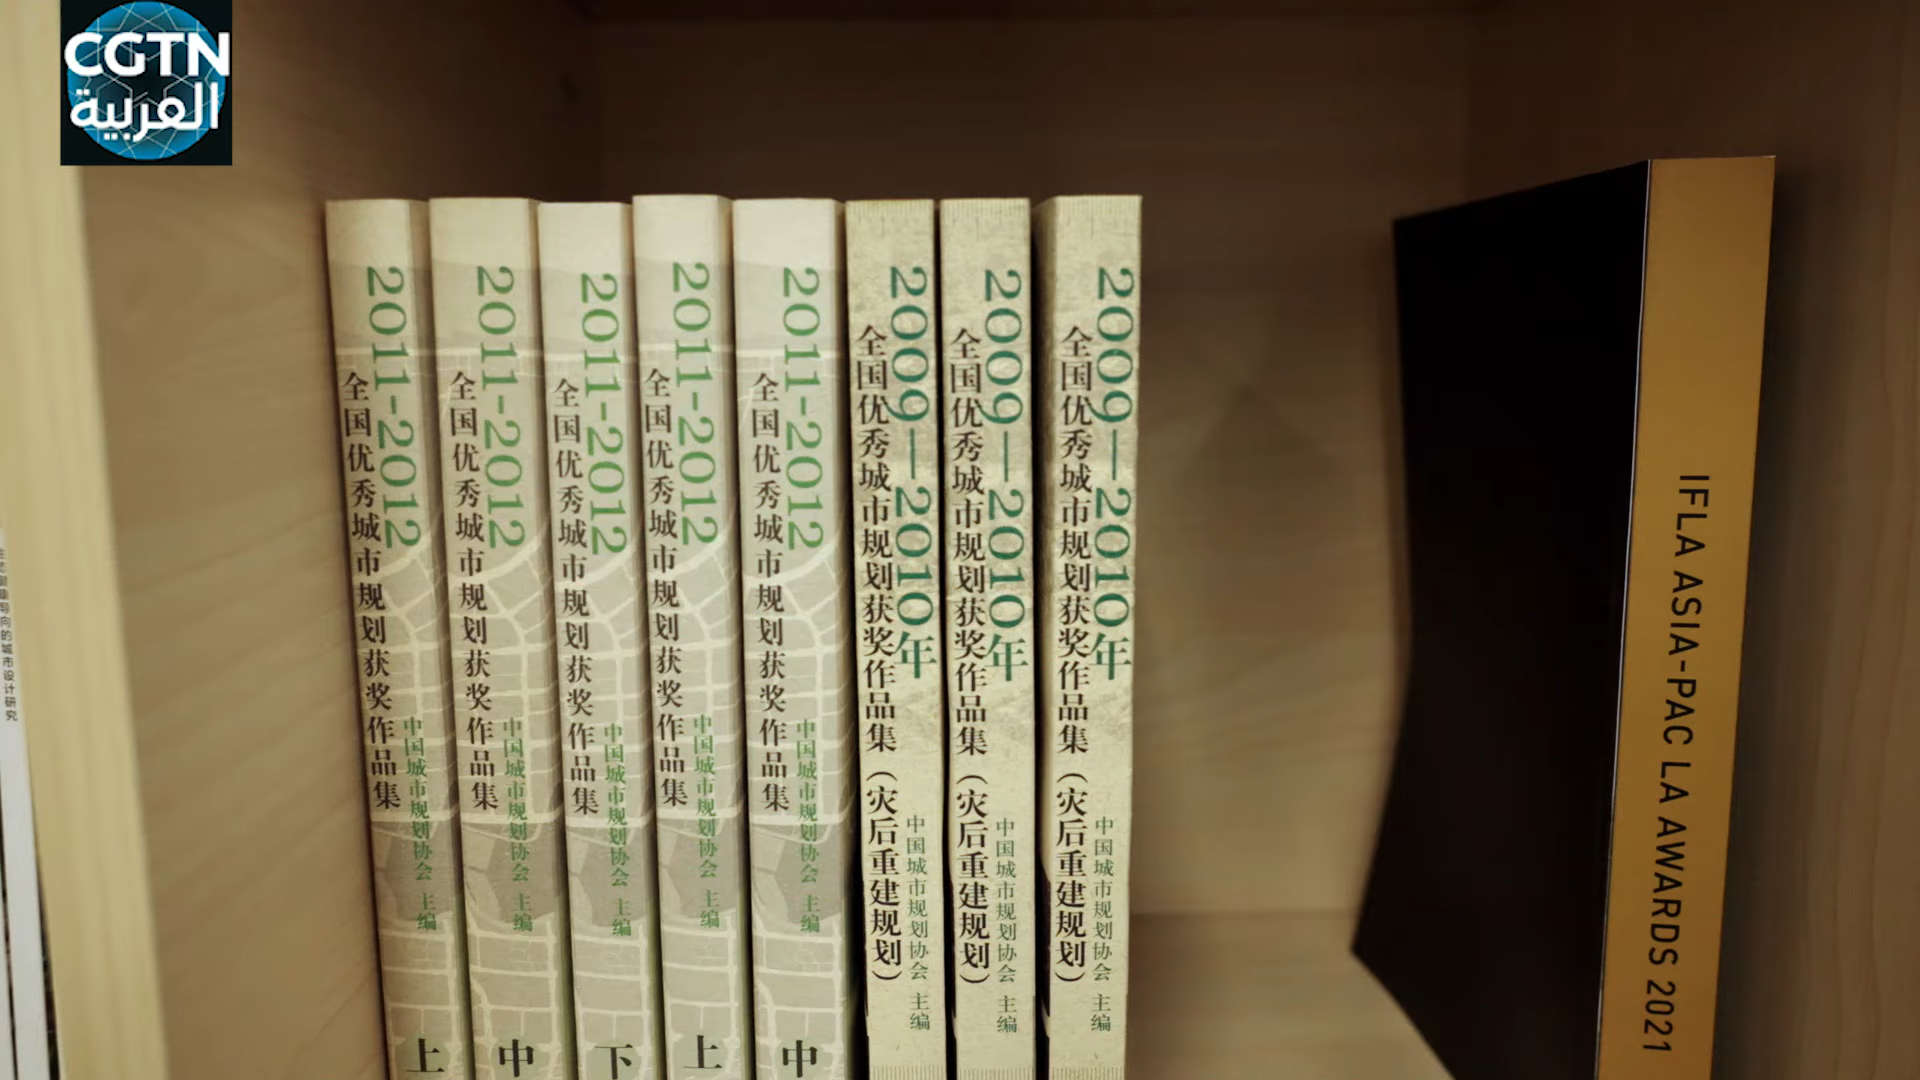 CGTN
العربية
2011-2012
全国优秀城市规划获奖作品集
中国城市规划协会 主编
上
2011-2012
全国优秀城市规划获奖作品集
中国城市规划协会 主编
中
2011-2012
全国优秀城市规划获奖作品集
中国城市规划协会 主编
下
2011-2012
全国优秀城市规划获奖作品集
中国城市规划协会 主编
上
2011-2012
全国优秀城市规划获奖作品集
中国城市规划协会 主编
中
2009—2010年
全国优秀城市规划获奖作品集(灾后重建规划)
中国城市规划协会 主编
2009—2010年
全国优秀城市规划获奖作品集(灾后重建规划)
中国城市规划协会 主编
2009—2010年
全国优秀城市规划获奖作品集(灾后重建规划)
中国城市规划协会 主编
IFLA ASIA-PAC LA AWARDS 2021
导向的城市设计研究